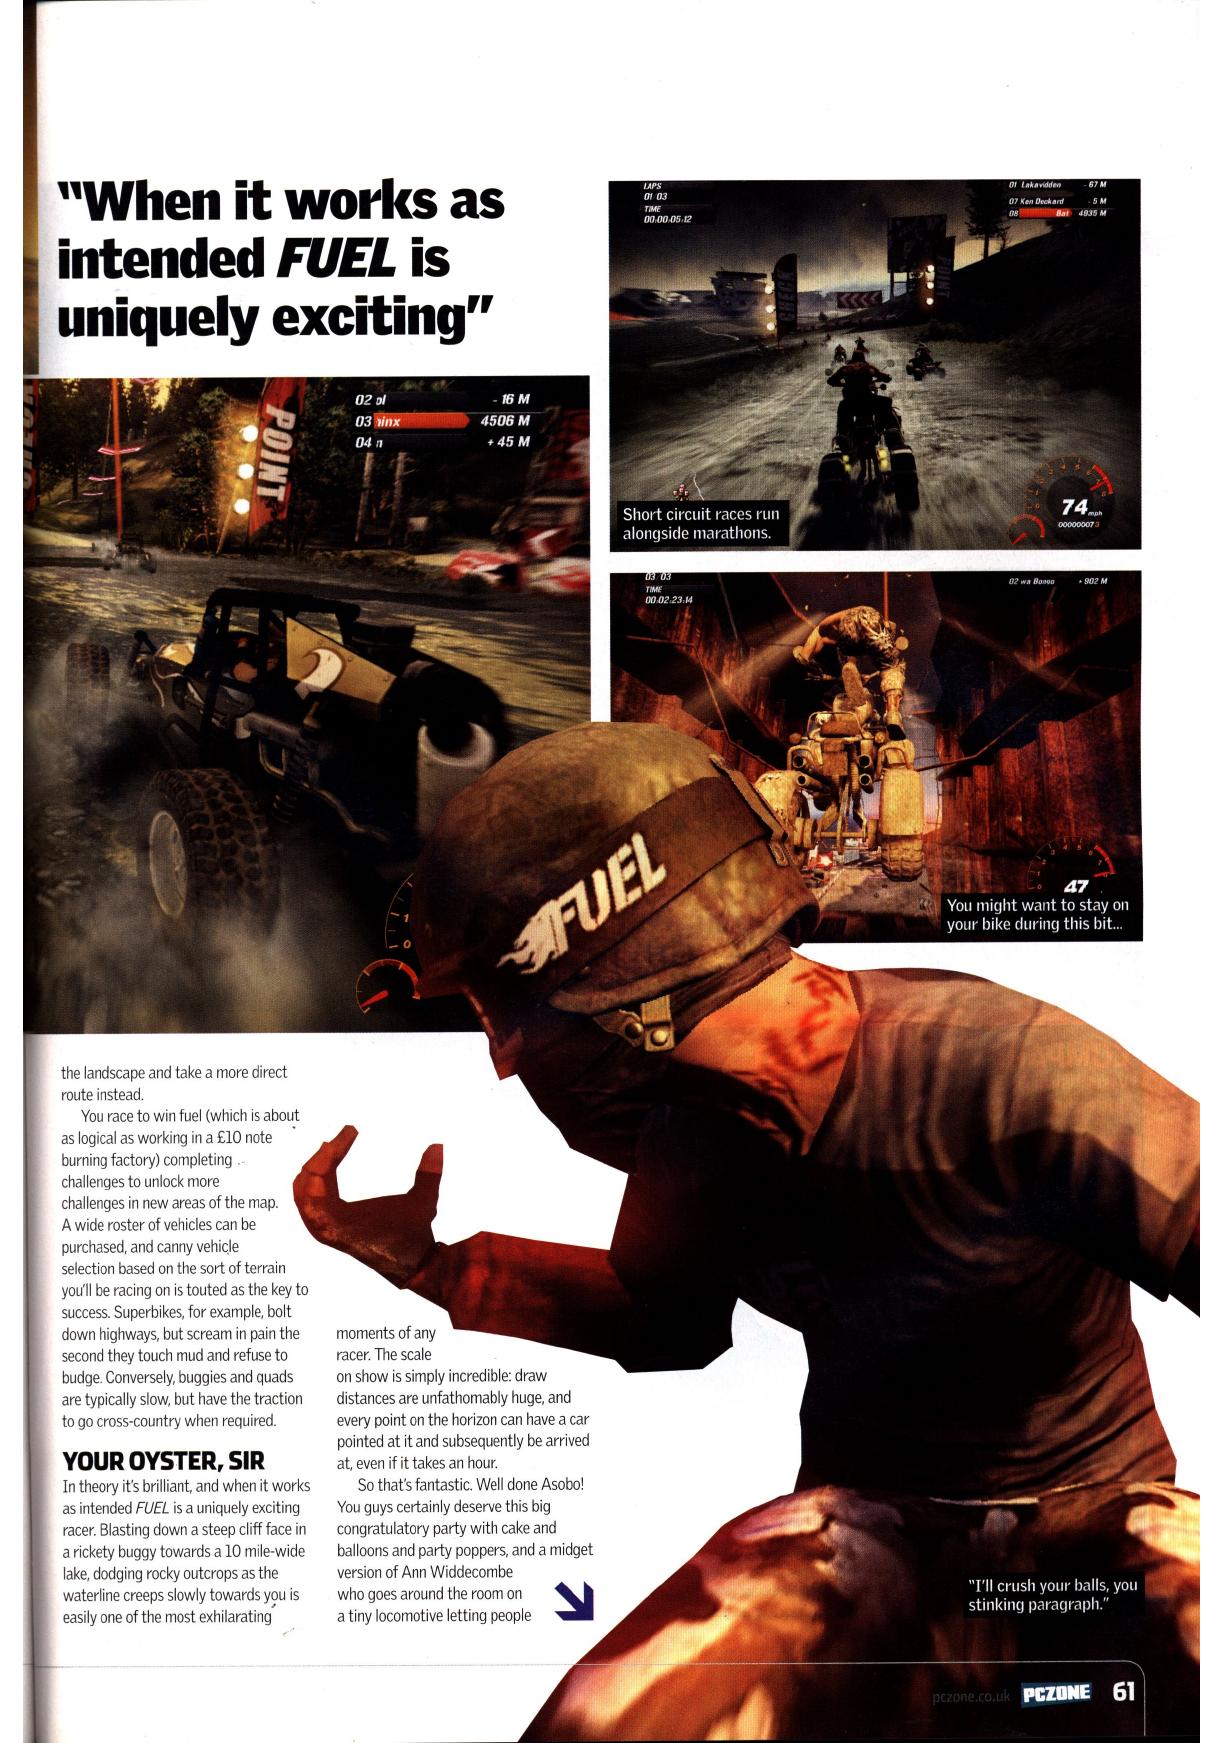 "When it works as
intended FUEL is
uniquely exciting"
LAPS
01 03
TIME
00:00:05:12
01 Lakavidden - 67 M
07 Ken Deckard - 5 M
08 Bat 4935 M
CHECK
POINT
74 mph
000000073
Short circuit races run
alongside marathons.
POINT
02 ol - 16 M
03 inx 4506 M
04 n + 45 M
1
0
03 03
TIME
00:02:23:14
02 wa Bonoo + 902 M
47
You might want to stay on
your bike during this bit...
FUEL
the landscape and take a more direct
route instead.
You race to win fuel (which is about
as logical as working in a £10 note
burning factory) completing
challenges to unlock more
challenges in new areas of the map.
A wide roster of vehicles can be
purchased, and canny vehicle
selection based on the sort of terrain
you'll be racing on is touted as the key to
success. Superbikes, for example, bolt
down highways, but scream in pain the
second they touch mud and refuse to
budge. Conversely, buggies and quads
are typically slow, but have the traction
to go cross-country when required.
YOUR OYSTER, SIR
In theory it's brilliant, and when it works
as intended FUEL is a uniquely exciting
racer. Blasting down a steep cliff face in
a rickety buggy towards a 10 mile-wide
lake, dodging rocky outcrops as the
waterline creeps slowly towards you is
easily one of the most exhilarating
moments of any
racer. The scale
on show is simply incredible: draw
distances are unfathomably huge, and
every point on the horizon can have a car
pointed at it and subsequently be arrived
at, even if it takes an hour.
So that's fantastic. Well done Asobo!
You guys certainly deserve this big
congratulatory party with cake and
balloons and party poppers, and a midget
version of Ann Widdecombe
who goes around the room on
a tiny locomotive letting people
"I'll crush your balls, you
stinking paragraph."
pczone.co.uk PCZONE 61